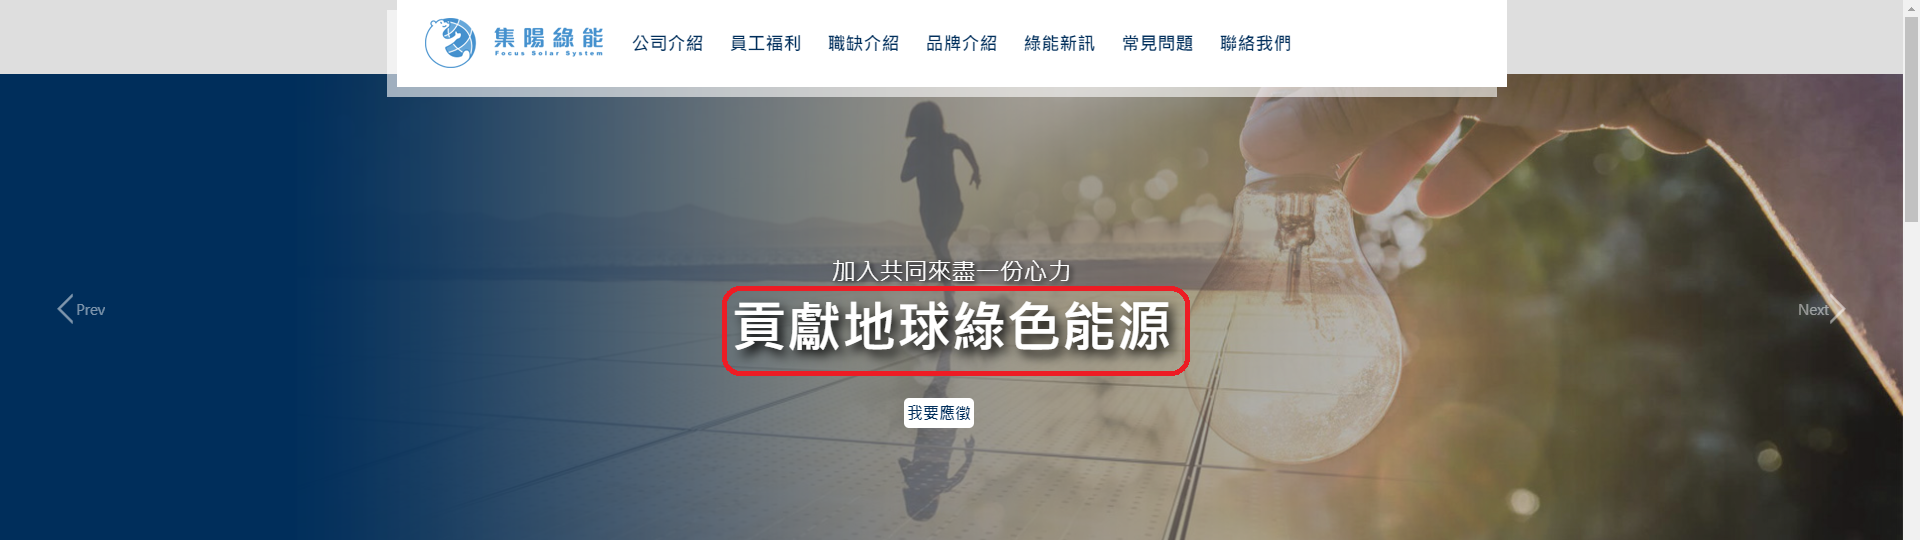 集陽綠能
Focus Solar System
公司介紹 員工福利 職缺介紹 品牌介紹 綠能新訊 常見問題 聯絡我們
加入共同來盡一份心力
Prev
貢獻地球綠色能源
Next
我要應徵